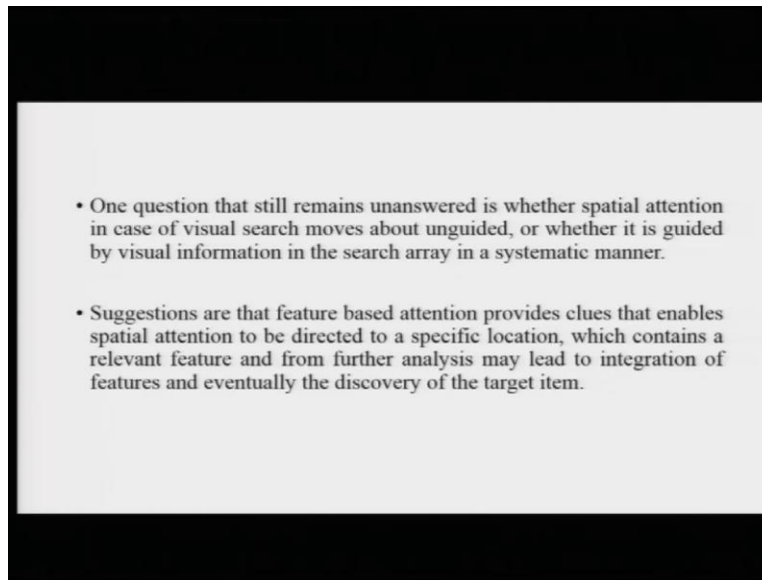 • One question that still remains unanswered is whether spatial attention
in case of visual search moves about unguided, or whether it is guided
by visual information in the search array in a systematic manner.
• Suggestions are that feature based attention provides clues that enables
spatial attention to be directed to a specific location, which contains a
relevant feature and from further analysis may lead to integration of
features and eventually the discovery of the target item.